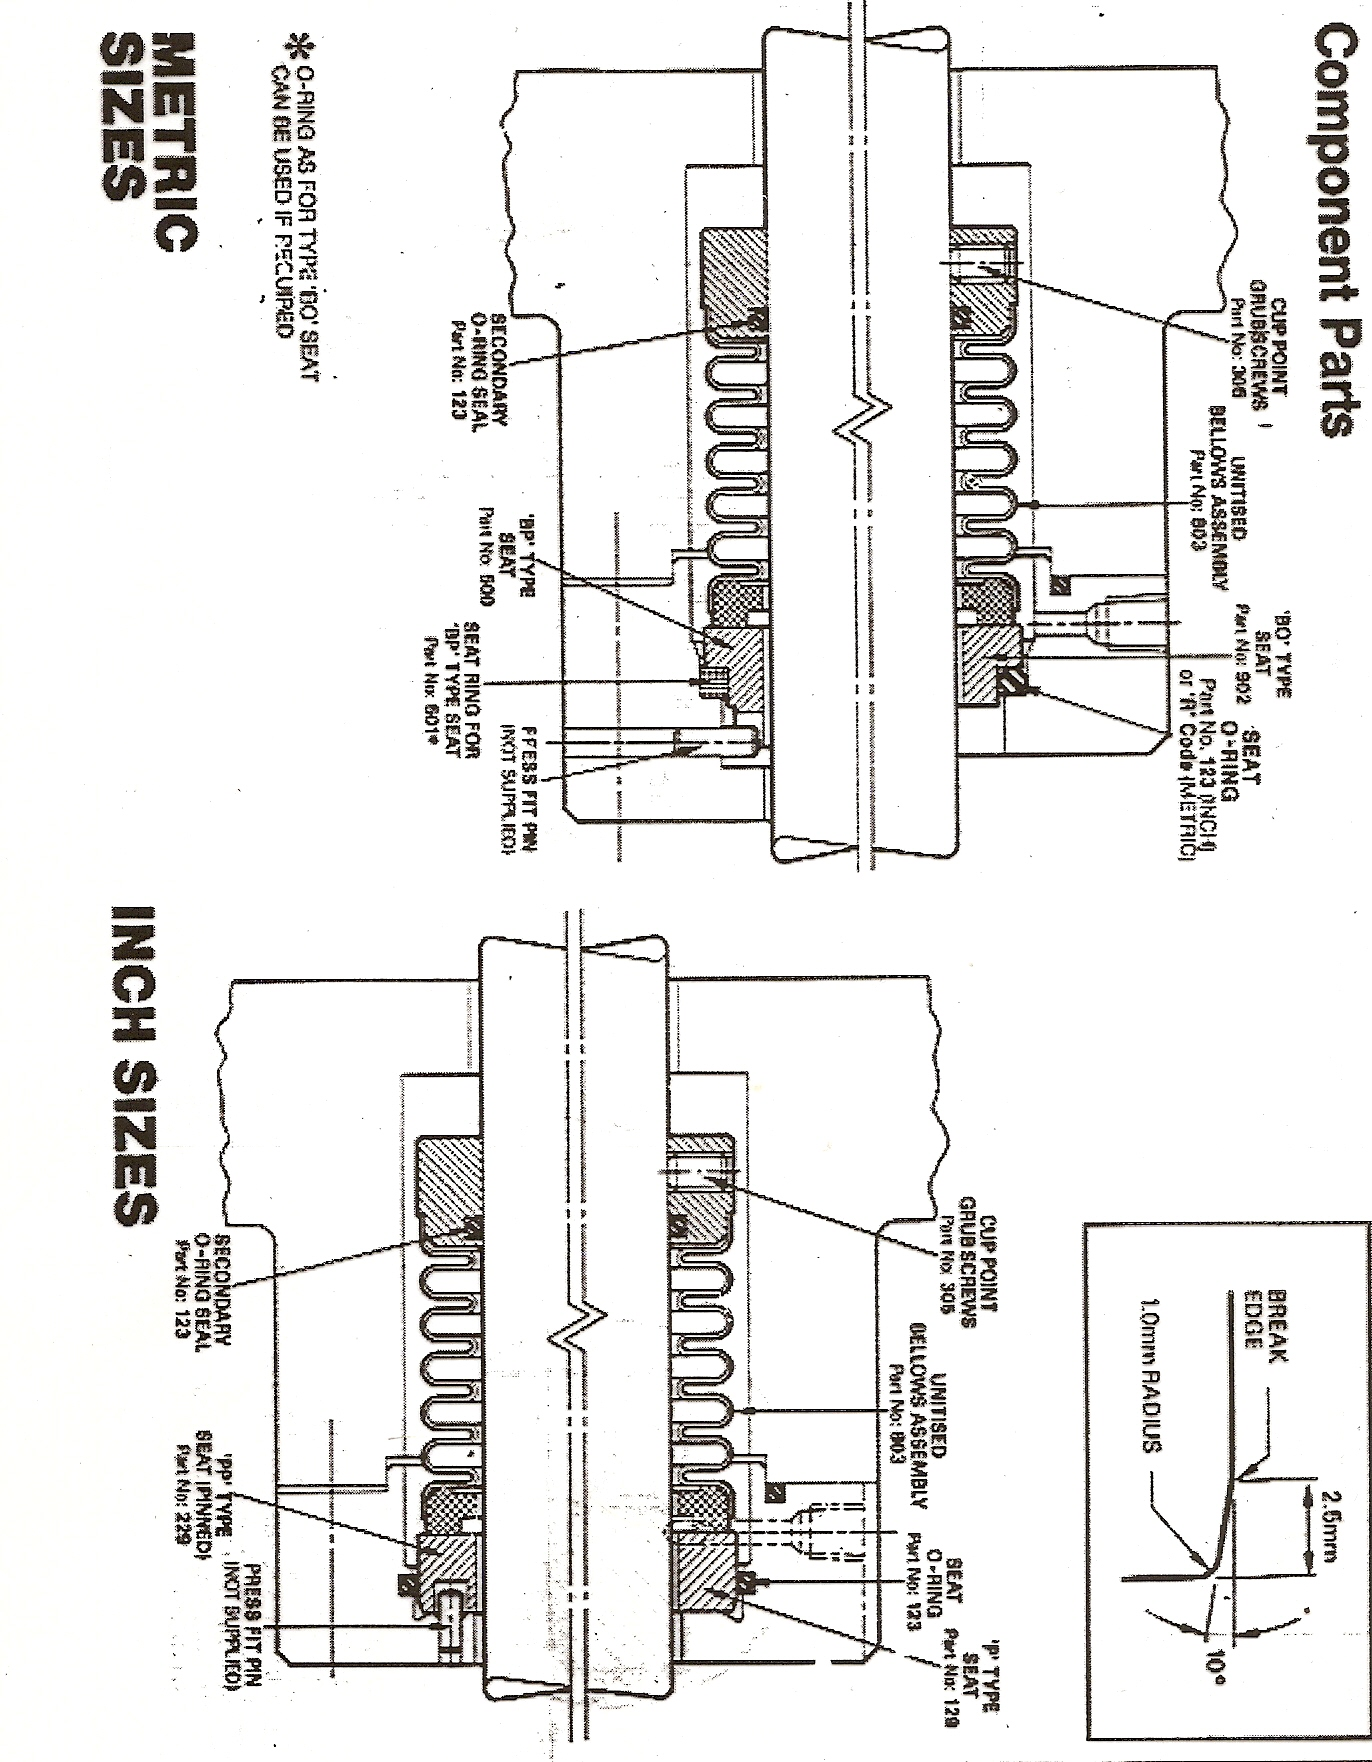 Component Parts
CUP POINT
GRUBSCREWS
Part No: 305
UNITISED
BELLOWS ASSEMBLY
Part No: 803
'BO' TYPE
SEAT
Part No: 902
SEAT
O-RING
Part No. 123 (INCH)
or 'R' Code (METRIC)
SECONDARY
O-RING SEAL
Part No: 123
'BP' TYPE
SEAT
Part No: 600
SEAT RING FOR
'BP' TYPE SEAT
Part No: 601*
PRESS FIT PIN
(NOT SUPPLIED)
* O-RING AS FOR TYPE 'BO' SEAT
CAN BE USED IF REQUIRED
METRIC
SIZES
BREAK
EDGE
1.0mm RADIUS
2.5mm
10°
CUP POINT
GRUB SCREWS
Part No: 305
UNITISED
BELLOWS ASSEMBLY
Part No: 803
SEAT
O-RING
Part No: 123
'P' TYPE
SEAT
Part No: 129
SECONDARY
O-RING SEAL
Part No: 123
'PP' TYPE
SEAT (PINNED)
Part No: 229
PRESS FIT PIN
(NOT SUPPLIED)
INCH SIZES